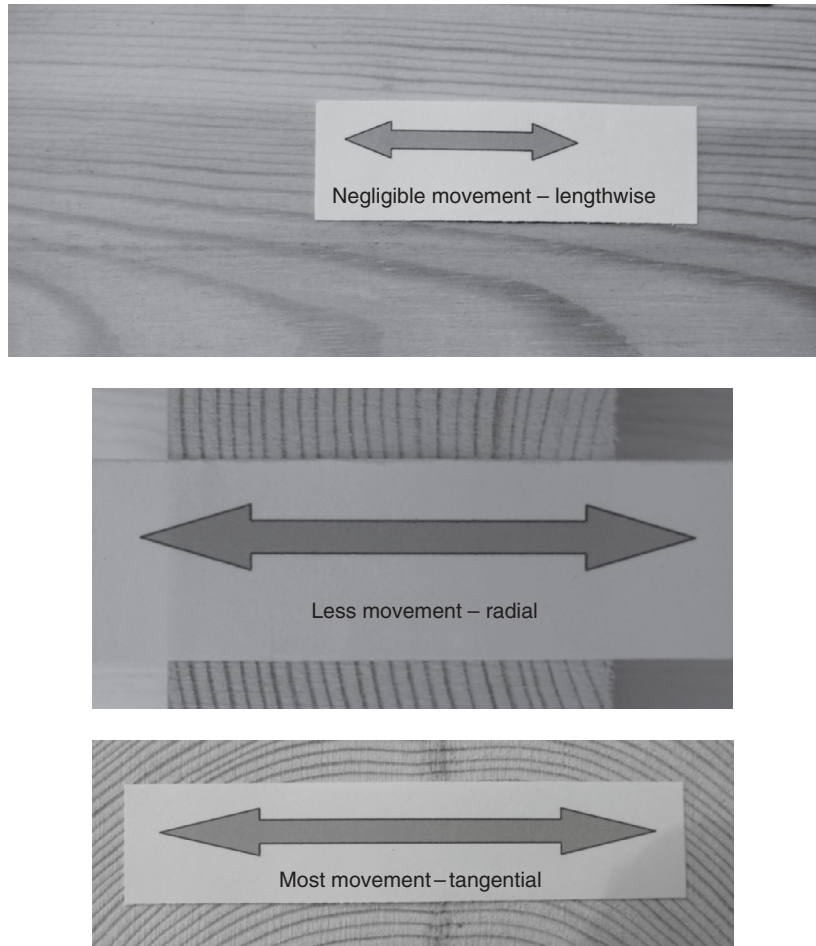 Negligible movement – lengthwise
Less movement – radial
Most movement – tangential